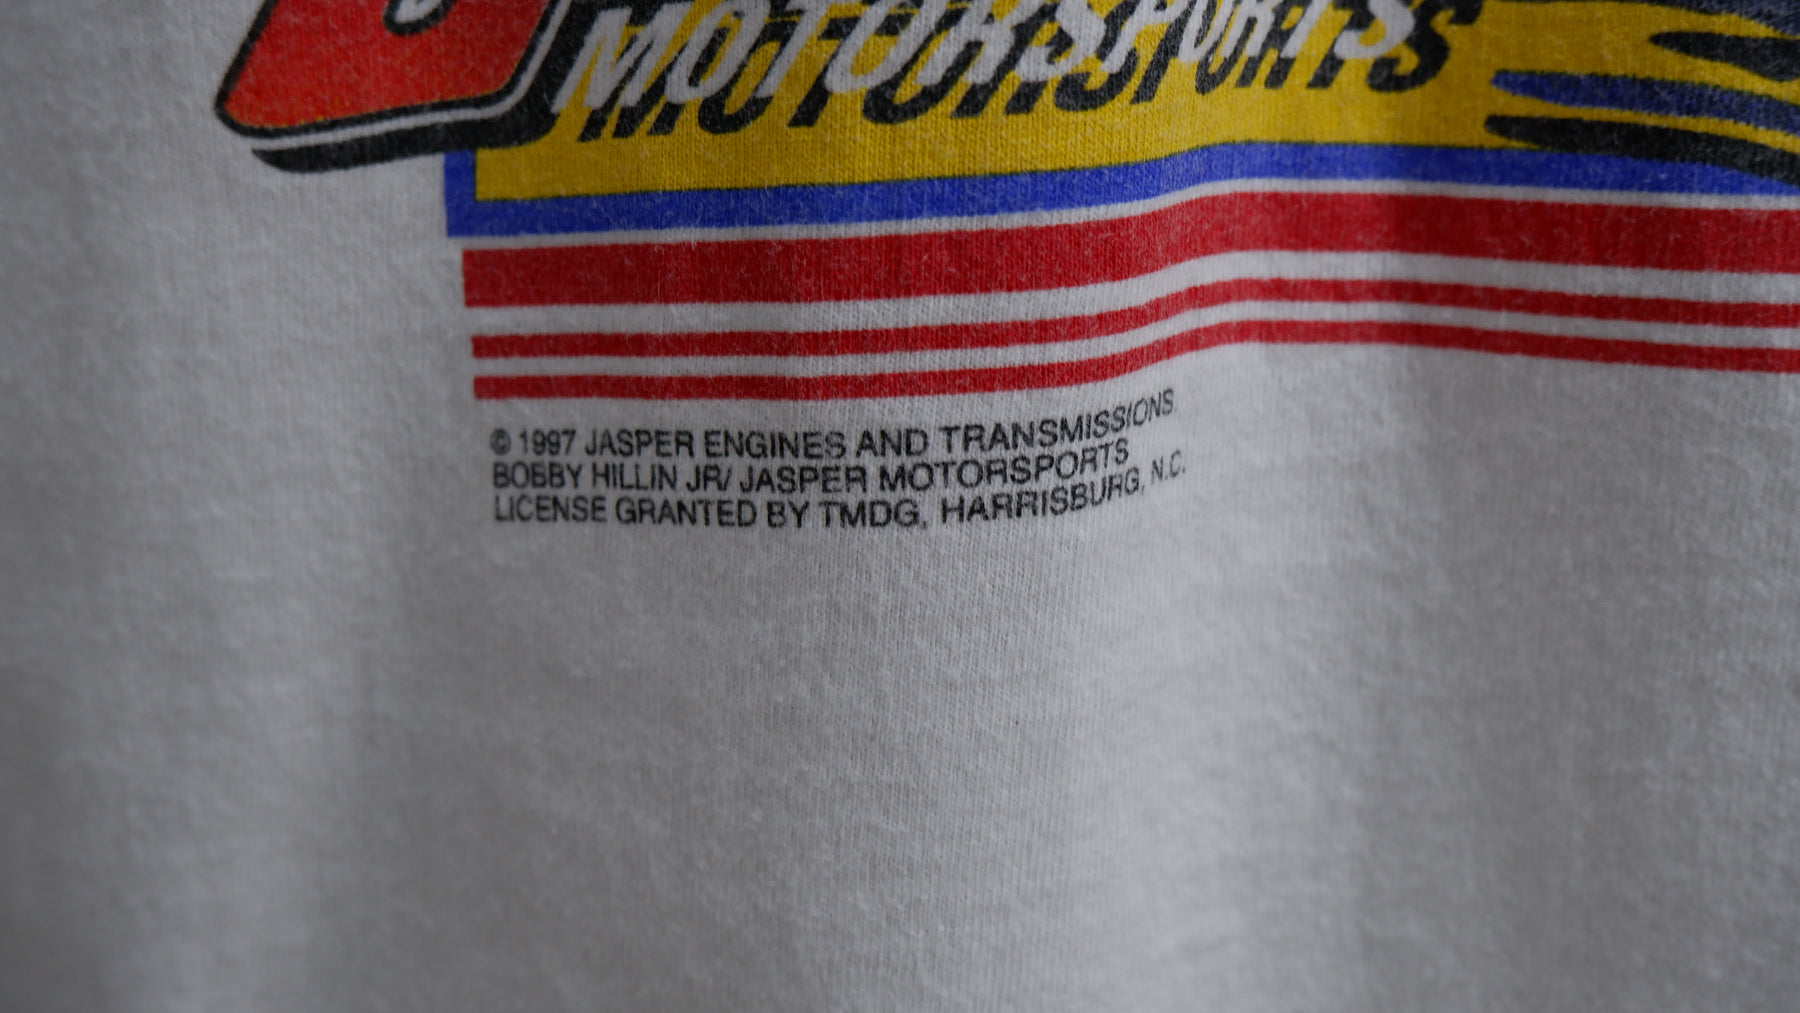 MOTORSPORTS
© 1997 JASPER ENGINES AND TRANSMISSIONS
BOBBY HILLIN JR/ JASPER MOTORSPORTS
LICENSE GRANTED BY TMDG, HARRISBURG, N.C.